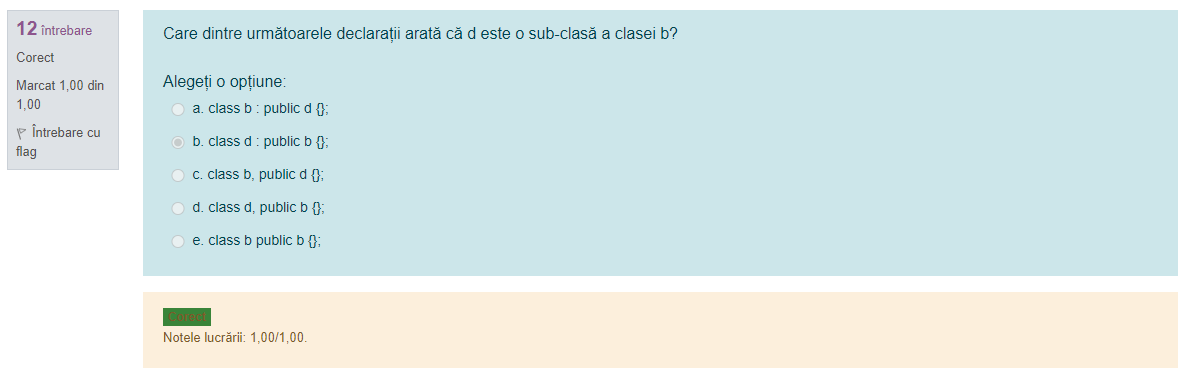 12 întrebare
Corect
Marcat 1,00 din
1,00
Întrebare cu
flag
Care dintre următoarele declarații arată că d este o sub-clasă a clasei b?
Alegeți o opțiune:
a. class b : public d {};
b. class d : public b {};
c. class b, public d {};
d. class d, public b {};
e. class b public b {};
Corect
Notele lucrării: 1,00/1,00.